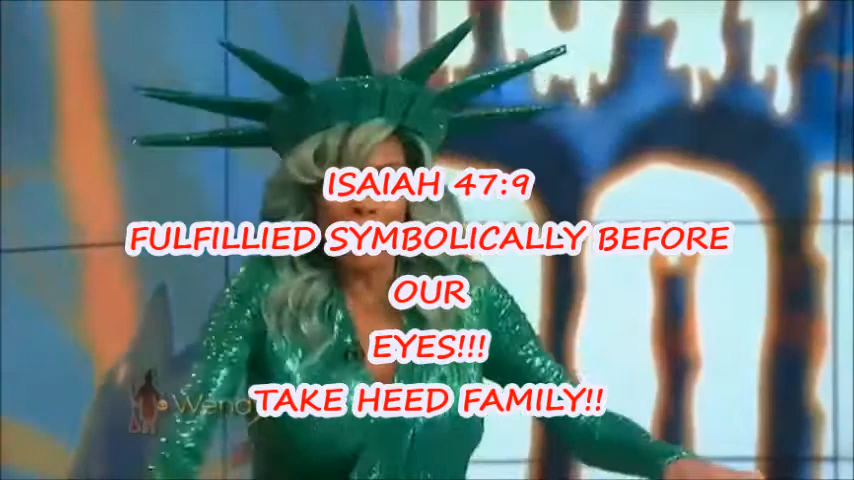 ISAIAH 47:9
FULFILLIED SYMBOLICALLY BEFORE
OUR
EYES!!!
TAKE HEED FAMILY!!